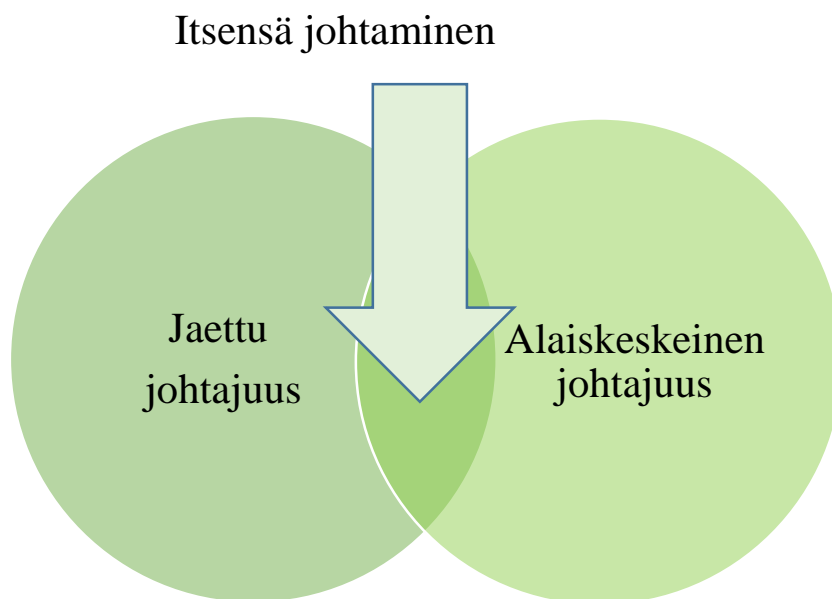 Itsensä johtaminen
Jaettu
johtajuus
Alaiskeskeinen
johtajuus